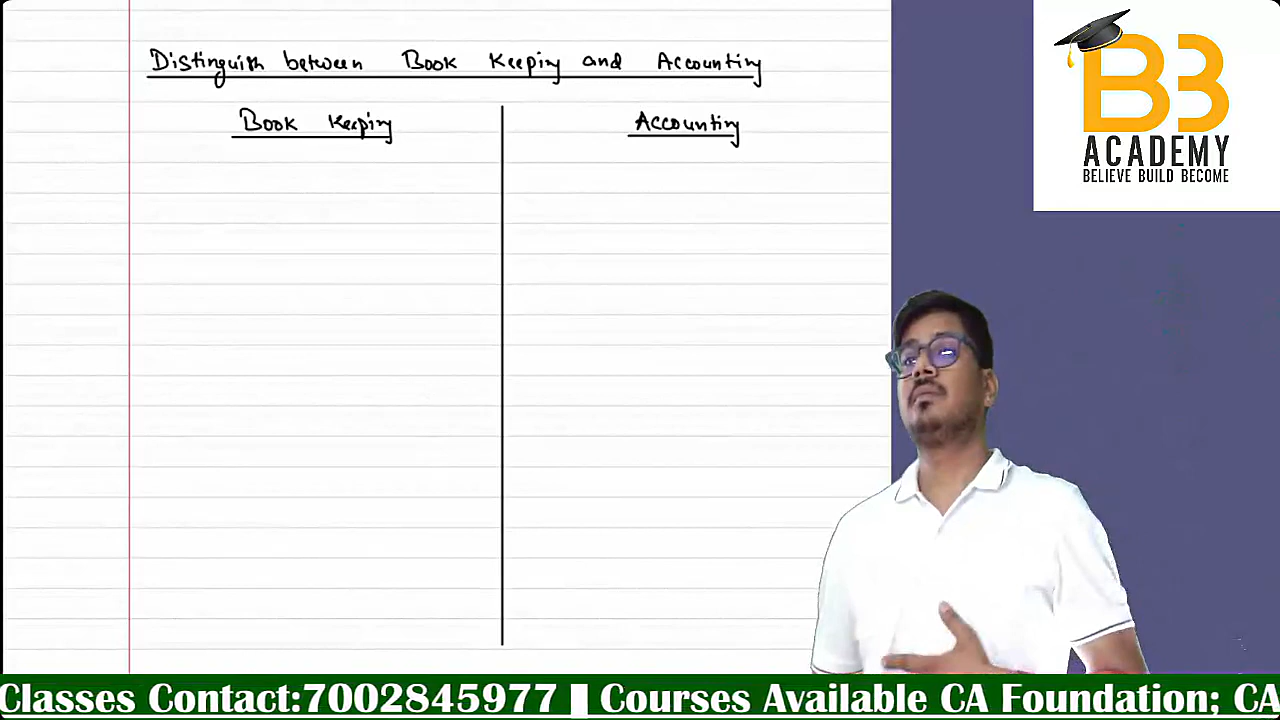 Distinguish between Book Keeping and Accounting
Book Keeping
Accounting
B3
ACADEMY
BELIEVE BUILD BECOME
Classes Contact:7002845977 ▌Courses Available CA Foundation; CA